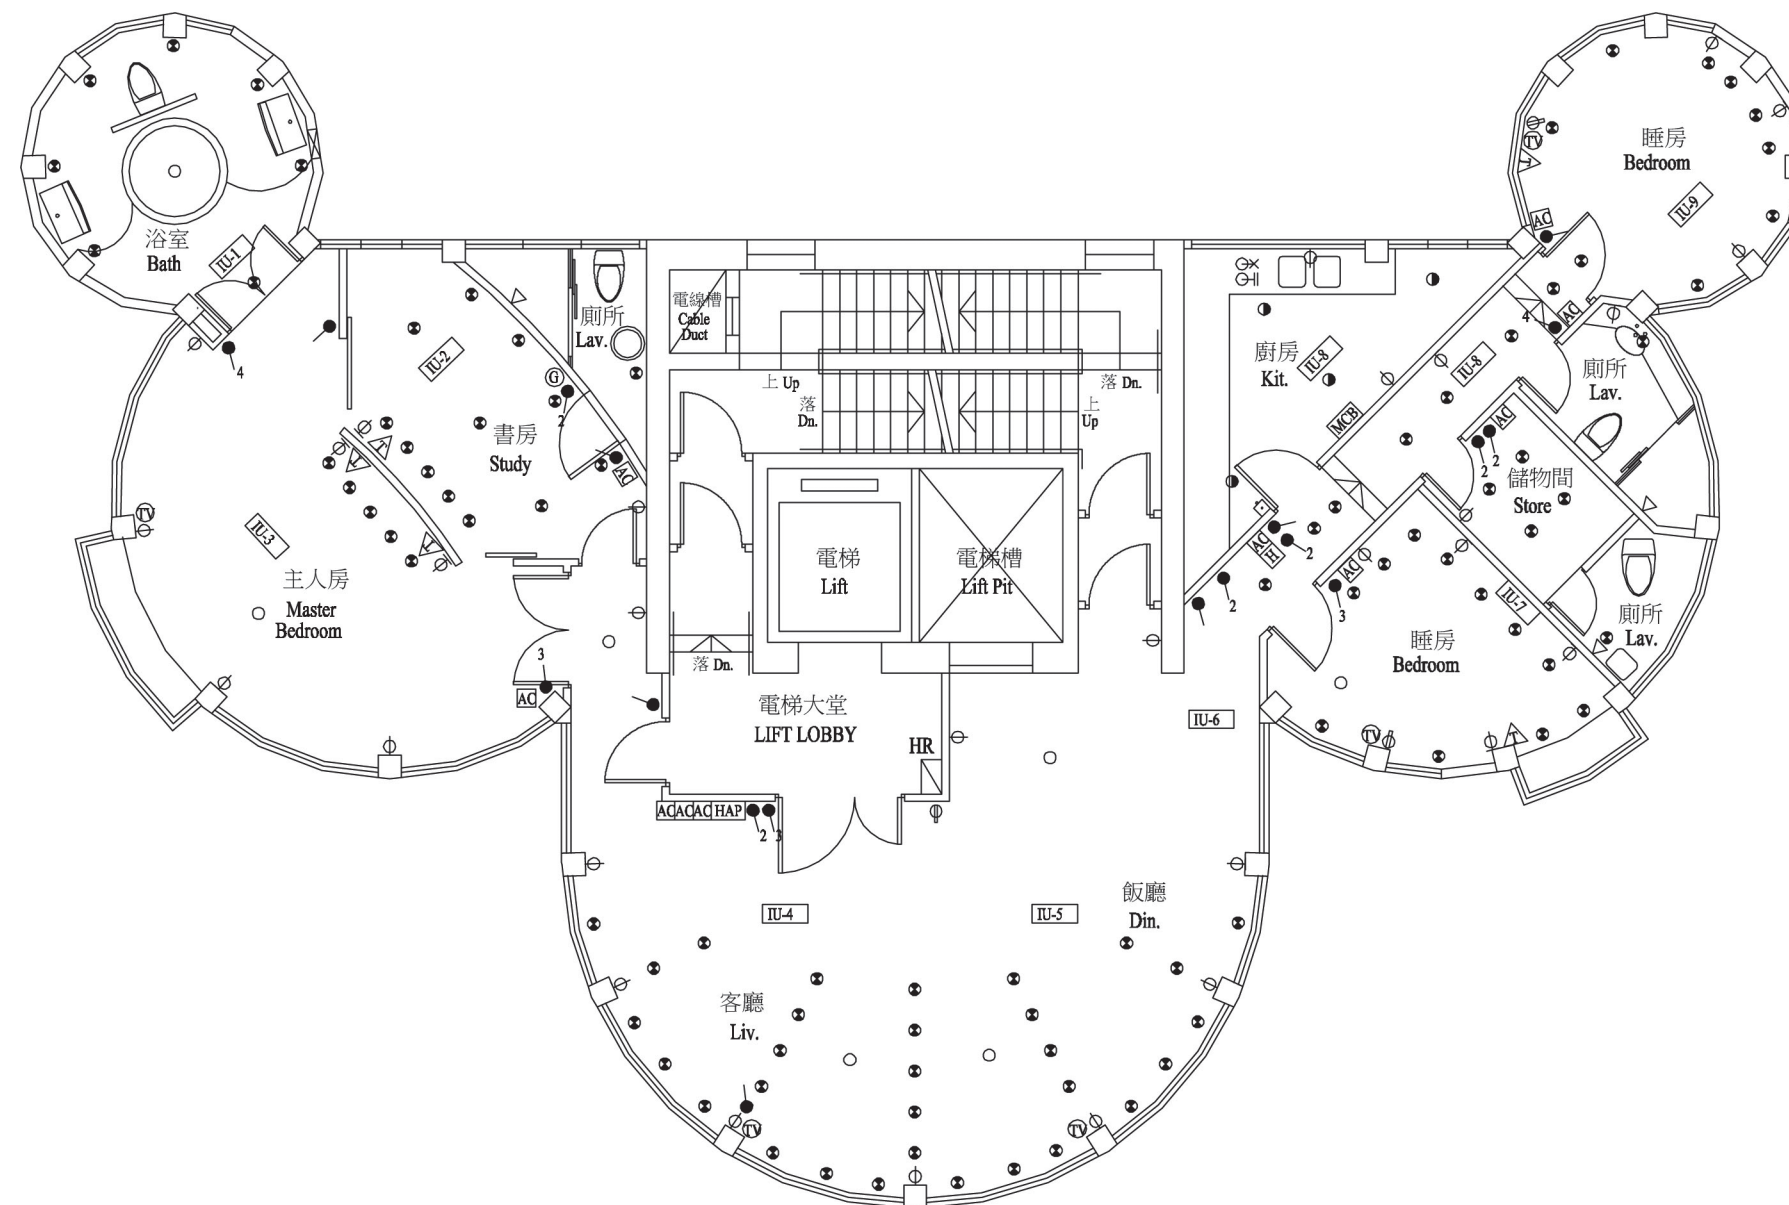 浴室
Bath
IU-1
4
主人房
Master
Bedroom
IU-3
TV
T
T
T
3
AC
書房
Study
IU-2
G
2
AC
廁所
Lav.
電線槽
Cable
Duct
上 Up
落
Dn.
落 Dn.
上
Up
電梯
Lift
電梯槽
Lift Pit
落 Dn.
電梯大堂
LIFT LOBBY
HR
AC AC AC HAP
2
3
IU-4
IU-5
IU-6
飯廳
Din.
客廳
Liv.
TV
TV
廚房
Kit.
IU-8
MCB
IU-8
睡房
Bedroom
IU-9
TV
T
AC
4
AC
廁所
Lav.
AC
2
2
儲物間
Store
AC
H
2
2
AC
3
IU-7
睡房
Bedroom
TV
T
廁所
Lav.